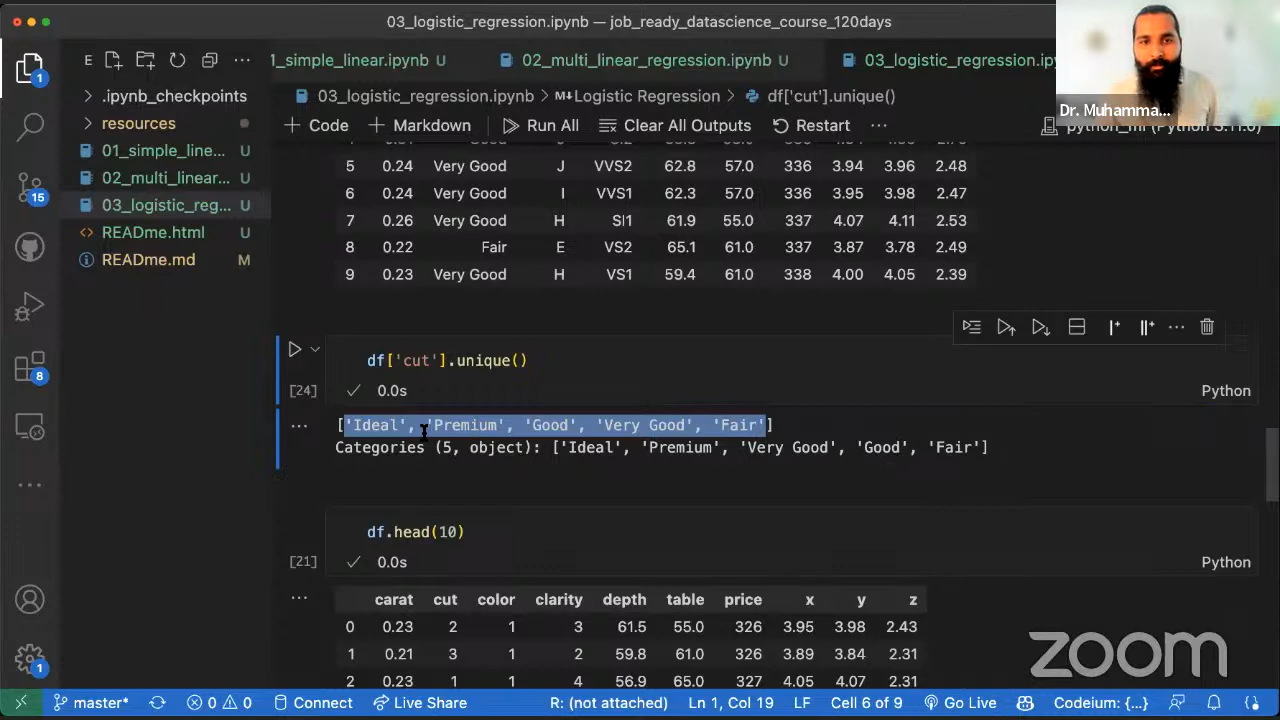 03_logistic_regression.ipynb — job_ready_datascience_course_120days
E
1_simple_linear.ipynb U
02_multi_linear_regression.ipynb U
03_logistic_regression.ipy
.ipynb_checkpoints
resources
01_simple_line... U
02_multi_linear... U
03_logistic_reg... U
READme.html U
READme.md M
03_logistic_regression.ipynb > M↓Logistic Regression > df['cut'].unique()
+ Code + Markdown Run All Clear All Outputs Restart ...
Dr. Muhamma...
5 0.24 Very Good J VVS2 62.8 57.0 336 3.94 3.96 2.48
6 0.24 Very Good I VVS1 62.3 57.0 336 3.95 3.98 2.47
7 0.26 Very Good H SI1 61.9 55.0 337 4.07 4.11 2.53
8 0.22 Fair E VS2 65.1 61.0 337 3.87 3.78 2.49
9 0.23 Very Good H VS1 59.4 61.0 338 4.00 4.05 2.39
df['cut'].unique()
[24] 0.0s Python
['Ideal', 'Premium', 'Good', 'Very Good', 'Fair']
Categories (5, object): ['Ideal', 'Premium', 'Very Good', 'Good', 'Fair']
df.head(10)
[21] 0.0s Python
carat cut color clarity depth table price x y z
0 0.23 2 1 3 61.5 55.0 326 3.95 3.98 2.43
1 0.21 3 1 2 59.8 61.0 326 3.89 3.84 2.31
2 0.23 1 1 4 56.9 65.0 327 4.05 4.07 2.31
1
15
8
1
zoom
master* 0 0 Connect Live Share R: (not attached) Ln 1, Col 19 LF Cell 6 of 9 Go Live Codeium: {...}